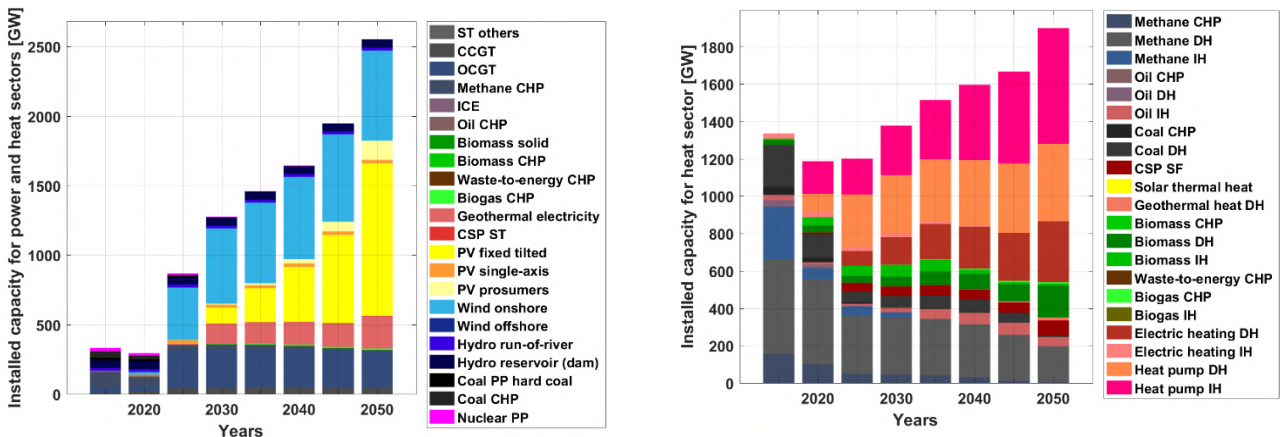 Installed capacity for power and heat sectors [GW]
2500
2000
1500
1000
500
0
2020
2030
2040
2050
Years
ST others
CCGT
OCGT
Methane CHP
ICE
Oil CHP
Biomass solid
Biomass CHP
Waste-to-energy CHP
Biogas CHP
Geothermal electricity
CSP ST
PV fixed tilted
PV single-axis
PV prosumers
Wind onshore
Wind offshore
Hydro run-of-river
Hydro reservoir (dam)
Coal PP hard coal
Coal CHP
Nuclear PP
Installed capacity for heat sector [GW]
1800
1600
1400
1200
1000
800
600
400
200
0
2020
2030
2040
2050
Years
Methane CHP
Methane DH
Methane IH
Oil CHP
Oil DH
Oil IH
Coal CHP
Coal DH
CSP SF
Solar thermal heat
Geothermal heat DH
Biomass CHP
Biomass DH
Biomass IH
Waste-to-energy CHP
Biogas CHP
Biogas IH
Electric heating DH
Electric heating IH
Heat pump DH
Heat pump IH